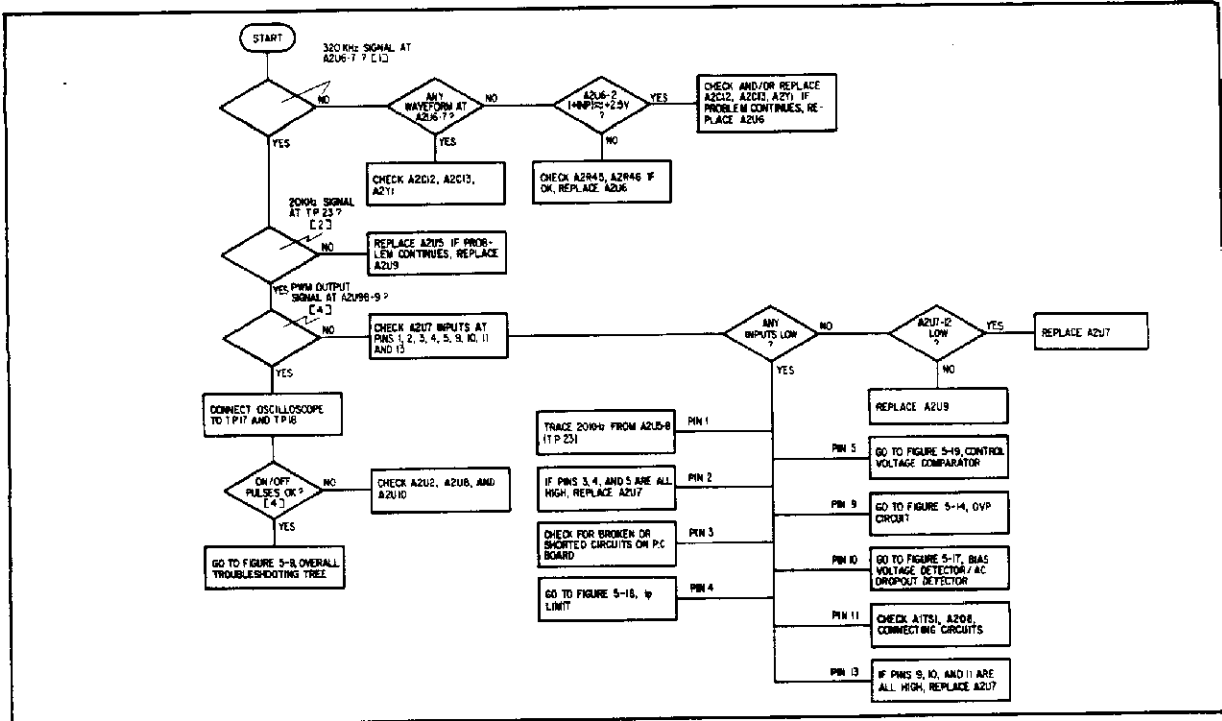 START
320 KHz SIGNAL AT
A2U6-7 ? [1]
NO
YES
ANY
WAVEFORM AT
A2U6-7 ?
NO
YES
A2U6-2
(+INP)≈+2.5V
?
YES
NO
CHECK AND/OR REPLACE
A2C12, A2C13, A2Y1 IF
PROBLEM CONTINUES, RE-
PLACE A2U6
CHECK A2C12, A2C13,
A2Y1
CHECK A2R45, A2R46 IF
OK, REPLACE A2U6
20KHz SIGNAL
AT TP 23 ?
[2]
NO
YES
REPLACE A2U5 IF PROB-
LEM CONTINUES, REPLACE
A2U9
PWM OUTPUT
SIGNAL AT A2U9B-9 ?
[4]
NO
YES
CHECK A2U7 INPUTS AT
PINS 1, 2, 3, 4, 5, 9, 10, 11
AND 13
ANY
INPUTS LOW
?
NO
YES
A2U7-12
LOW
?
YES
NO
REPLACE A2U7
REPLACE A2U9
CONNECT OSCILLOSCOPE
TO TP17 AND TP18
ON/OFF
PULSES OK ?
[4]
NO
YES
CHECK A2U2, A2U8, AND
A2U10
GO TO FIGURE 5-9, OVERALL
TROUBLESHOOTING TREE
TRACE 20KHz FROM A2U5-8
(TP 23)
PIN 1
IF PINS 3, 4, AND 5 ARE ALL
HIGH, REPLACE A2U7
PIN 2
CHECK FOR BROKEN OR
SHORTED CIRCUITS ON P.C
BOARD
PIN 3
GO TO FIGURE 5-18, Ip
LIMIT
PIN 4
PIN 5
GO TO FIGURE 5-19, CONTROL
VOLTAGE COMPARATOR
PIN 9
GO TO FIGURE 5-14, OVP
CIRCUIT
PIN 10
GO TO FIGURE 5-17, BIAS
VOLTAGE DETECTOR/AC
DROPOUT DETECTOR
PIN 11
CHECK A1TS1,
CONNECTING CIRCUITS
PIN 13
IF PINS 9, 10, AND 11 ARE
ALL HIGH, REPLACE A2U7